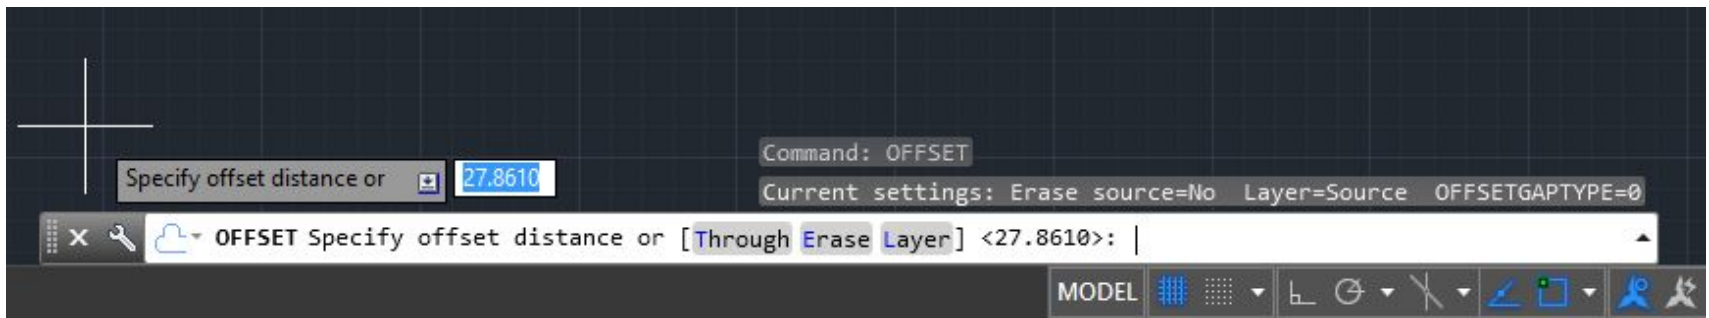 Command: OFFSET
Specify offset distance or 27.8610
Current settings: Erase source=No Layer=Source OFFSETGAPTYPE=0
OFFSET Specify offset distance or [Through Erase Layer] <27.8610>:
MODEL